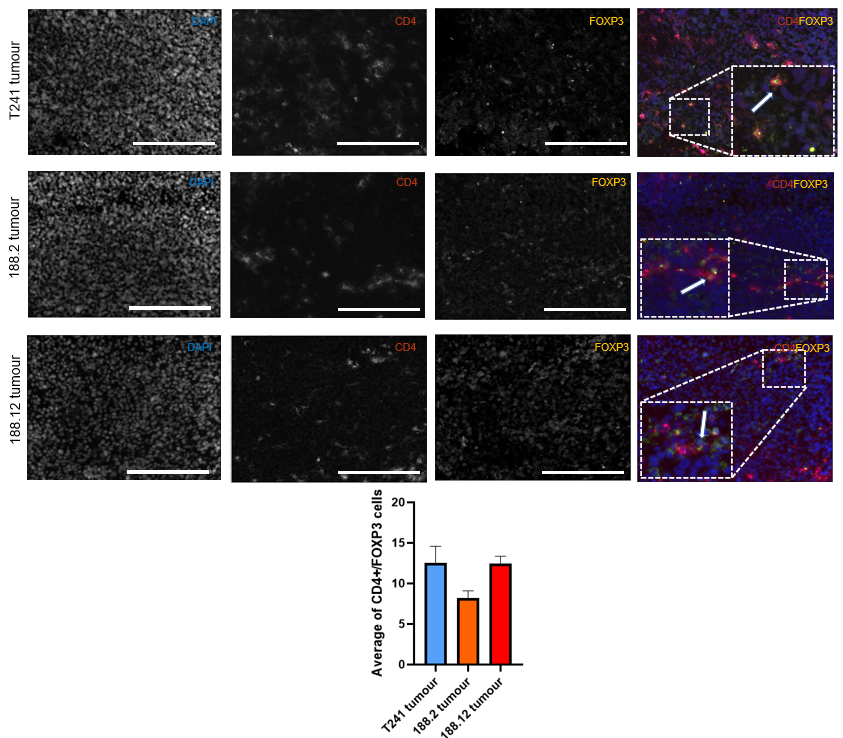 T241 tumour
DAPI
CD4
FOXP3
CD4FOXP3
188.2 tumour
DAPI
CD4
FOXP3
CD4FOXP3
188.12 tumour
DAPI
CD4
FOXP3
CD4FOXP3
Average of CD4+/FOXP3 cells
20
15
10
5
0
T241 tumour
188.2 tumour
188.12 tumour